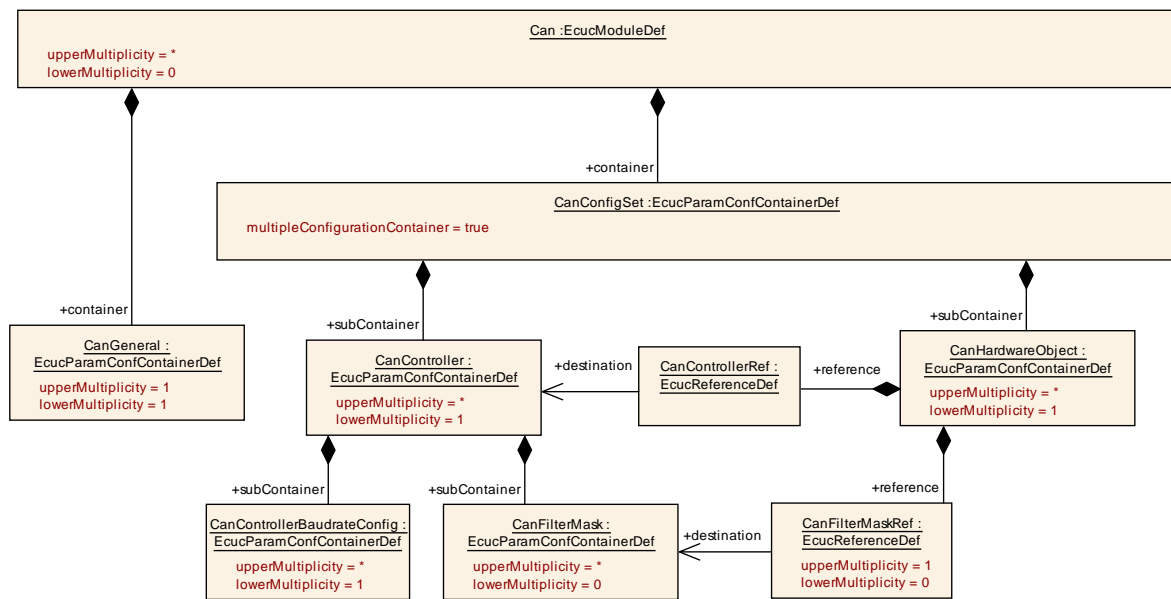 Can :EcucModuleDef
upperMultiplicity = *
lowerMultiplicity = 0
+container
CanConfigSet :EcucParamConfContainerDef
multipleConfigurationContainer = true
+container
CanGeneral :
EcucParamConfContainerDef
upperMultiplicity = 1
lowerMultiplicity = 1
+subContainer
CanController :
EcucParamConfContainerDef
upperMultiplicity = *
lowerMultiplicity = 1
+destination
CanControllerRef :
EcucReferenceDef
+reference
+subContainer
CanHardwareObject :
EcucParamConfContainerDef
upperMultiplicity = *
lowerMultiplicity = 1
+subContainer
CanControllerBaudrateConfig :
EcucParamConfContainerDef
upperMultiplicity = *
lowerMultiplicity = 1
+subContainer
CanFilterMask :
EcucParamConfContainerDef
upperMultiplicity = *
lowerMultiplicity = 0
+destination
+reference
CanFilterMaskRef :
EcucReferenceDef
upperMultiplicity = 1
lowerMultiplicity = 0